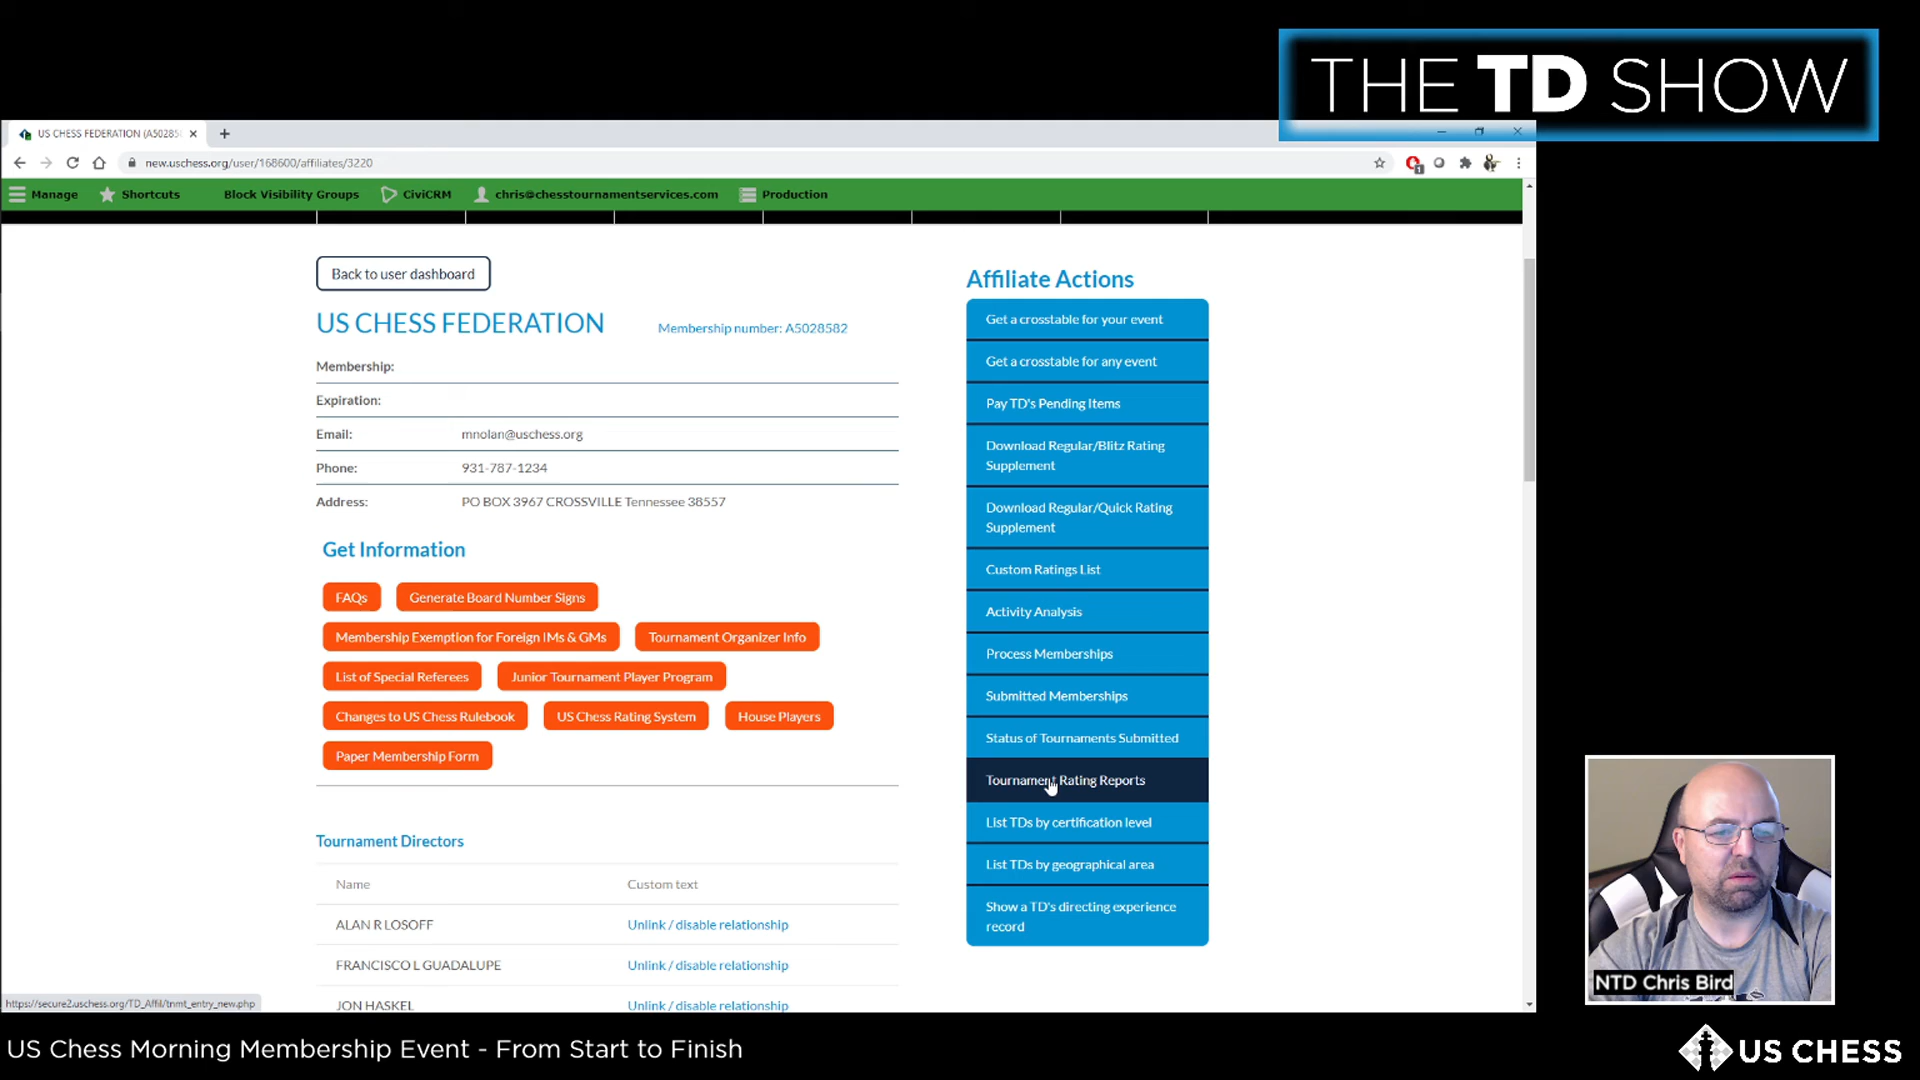 THE TD SHOW
US CHESS FEDERATION (A50285
new.uschess.org/user/168600/affiliates/3220
Manage
Shortcuts
Block Visibility Groups
CiviCRM
chris@chesstournamentservices.com
Production
Back to user dashboard
US CHESS FEDERATION
Membership number: A5028582
Membership:
Expiration:
Email: mnolan@uschess.org
Phone: 931-787-1234
Address: PO BOX 3967 CROSSVILLE Tennessee 38557
Get Information
FAQs
Generate Board Number Signs
Membership Exemption for Foreign IMs & GMs
Tournament Organizer Info
List of Special Referees
Junior Tournament Player Program
Changes to US Chess Rulebook
US Chess Rating System
House Players
Paper Membership Form
Tournament Directors
Name Custom text
ALAN R LOSOFF Unlink / disable relationship
FRANCISCO L GUADALUPE Unlink / disable relationship
JON HASKEL Unlink / disable relationship
Affiliate Actions
Get a crosstable for your event
Get a crosstable for any event
Pay TD's Pending Items
Download Regular/Blitz Rating
Supplement
Download Regular/Quick Rating
Supplement
Custom Ratings List
Activity Analysis
Process Memberships
Submitted Memberships
Status of Tournaments Submitted
Tournament Rating Reports
List TDs by certification level
List TDs by geographical area
Show a TD's directing experience
record
https://secure2.uschess.org/TD_Affil/tnmt_entry_new.php
NTD Chris Bird
US Chess Morning Membership Event - From Start to Finish
US CHESS